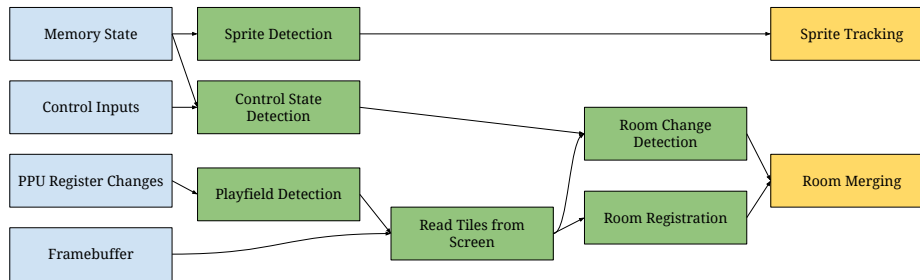 Memory State
Sprite Detection
Sprite Tracking
Control Inputs
Control State
Detection
Room Change
Detection
PPU Register Changes
Playfield Detection
Room Merging
Read Tiles from
Screen
Room Registration
Framebuffer